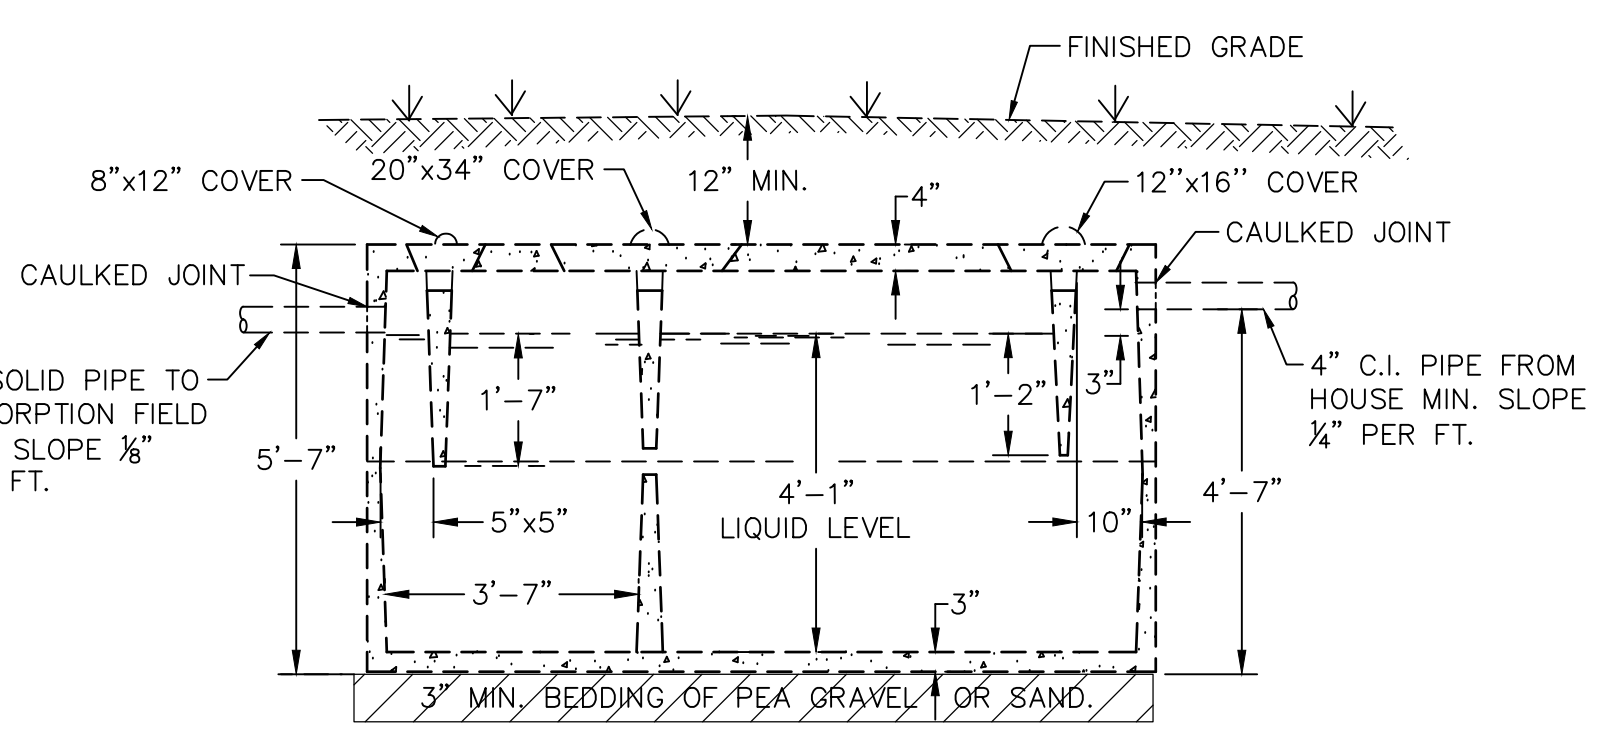 FINISHED GRADE
8"x12" COVER
20"x34" COVER
12" MIN.
4"
12"x16" COVER
CAULKED JOINT
CAULKED JOINT
SOLID PIPE TO
ORPTION FIELD
SLOPE ⅛"
FT.
5'-7"
1'-7"
1'-2"
3"
4" C.I. PIPE FROM
HOUSE MIN. SLOPE
¼" PER FT.
4'-1"
LIQUID LEVEL
4'-7"
5"x5"
10"
3'-7"
3"
3" MIN. BEDDING OF PEA GRAVEL OR SAND.